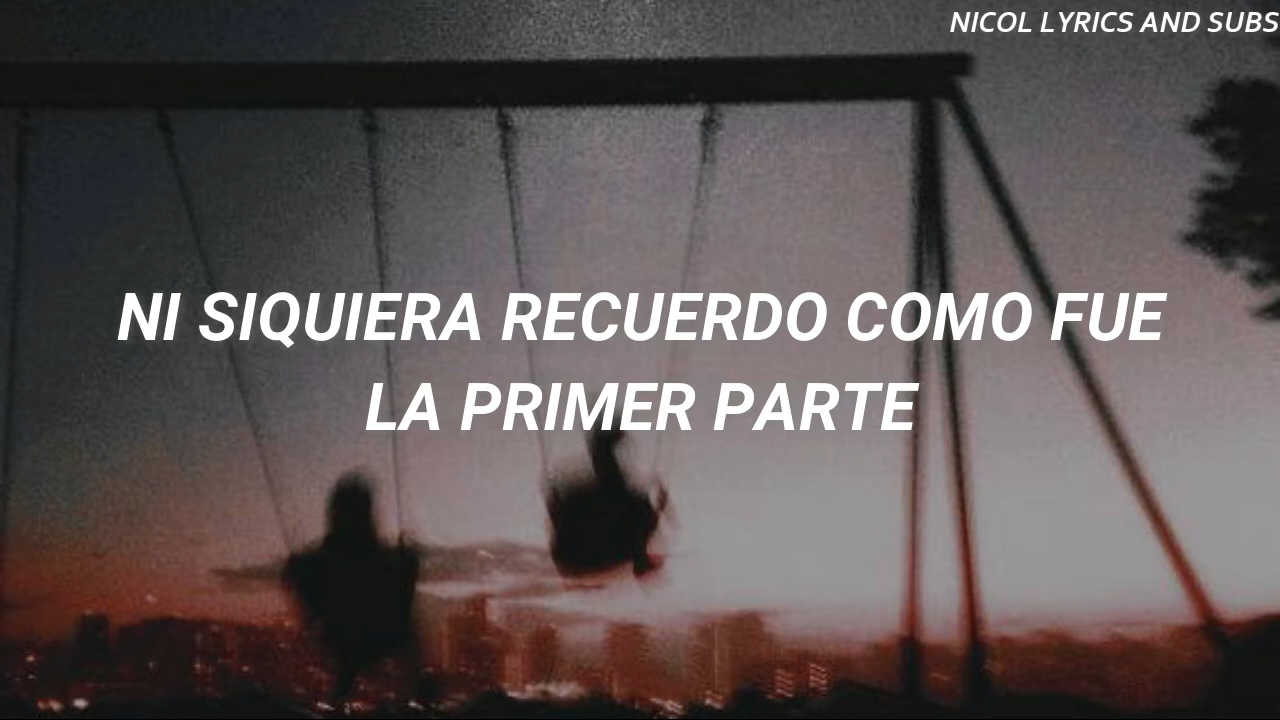 NICOL LYRICS AND SUBS
NI SIQUIERA RECUERDO COMO FUE
LA PRIMER PARTE